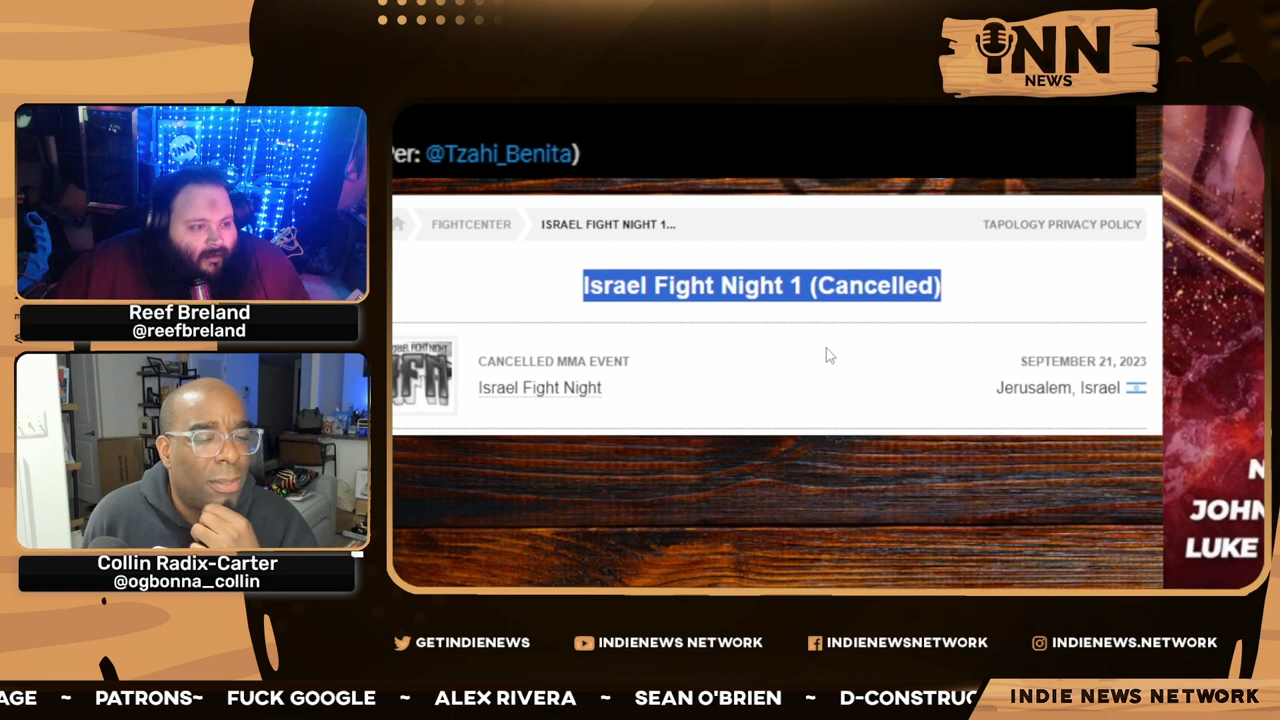 INN
NEWS
Per: @Tzahi_Benita)
FIGHTCENTER
ISRAEL FIGHT NIGHT 1...
TAPOLOGY PRIVACY POLICY
Israel Fight Night 1 (Cancelled)
CANCELLED MMA EVENT
SEPTEMBER 21, 2023
Israel Fight Night
Jerusalem, Israel
JOHN
LUKE
Reef Breland
@reefbreland
Collin Radix-Carter
@ogbonna_collin
GETINDIENEWS
INDIENEWS NETWORK
INDIENEWSNETWORK
INDIENEWS.NETWORK
AGE ~ PATRONS~ FUCK GOOGLE ~ ALEX RIVERA ~ SEAN O'BRIEN ~ D-CONSTRUC
INDIE NEWS NETWORK